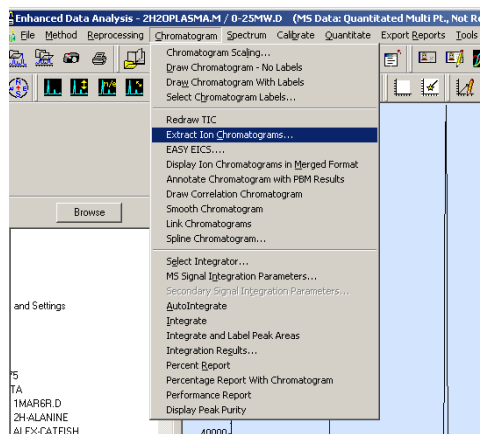 Enhanced Data Analysis - 2H2OPLASMA.M / 0-25MW.D (MS Data: Quantitated Multi Pt., Not
File Method Reprocessing Chromatogram Spectrum Calibrate Quantitate Export Reports Tools
Chromatogram Scaling...
Draw Chromatogram - No Labels
Draw Chromatogram With Labels
Select Chromatogram Labels...
Redraw TIC
Extract Ion Chromatograms...
EASY EICS....
Display Ion Chromatograms in Merged Format
Annotate Chromatogram with PBM Results
Draw Correlation Chromatogram
Browse
Smooth Chromatogram
Link Chromatograms
Spline Chromatogram...
Select Integrator...
MS Signal Integration Parameters...
Secondary Signal Integration Parameters...
and Settings
AutoIntegrate
Integrate
Integrate and Label Peak Areas
Integration Results...
Percent Report
75
Percentage Report With Chromatogram
TA
Performance Report
1MAR6R.D
Display Peak Purity
2H-ALANINE
ALEX-CATFISH
40000